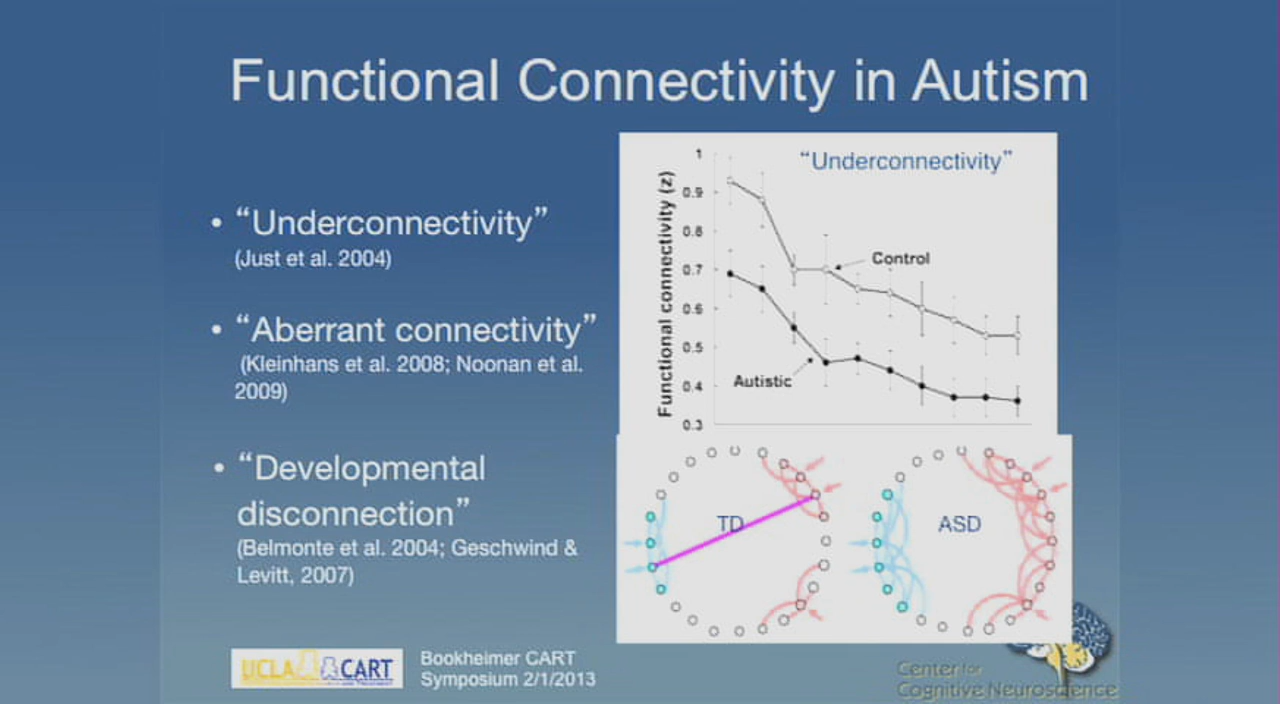 Functional Connectivity in Autism
• “Underconnectivity”
(Just et al. 2004)
• “Aberrant connectivity”
(Kleinhans et al. 2008; Noonan et al.
2009)
• “Developmental
disconnection”
(Belmonte et al. 2004; Geschwind &
Levitt, 2007)
“Underconnectivity”
Functional connectivity (z)
1
0.9
0.8
0.7
0.6
0.5
0.4
0.3
Control
Autistic
TD
ASD
UCLA CART
Bookheimer CART
Symposium 2/1/2013
Center for
Cognitive Neuroscience